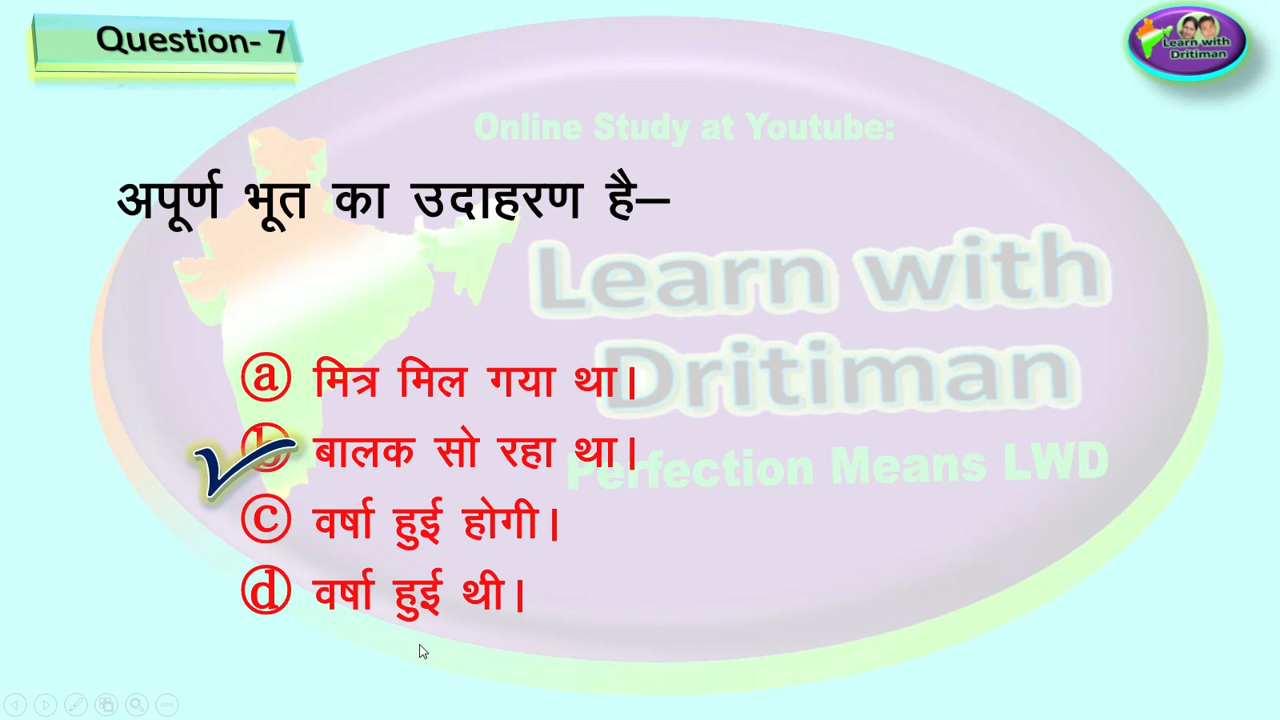 Question- 7
Learn with
Dritiman
Online Study at Youtube:
अपूर्ण भूत का उदाहरण है–
Learn with
Dritiman
ⓐ मित्र मिल गया था।
ⓑ बालक सो रहा था।
Perfection Means LWD
ⓒ वर्षा हुई होगी।
ⓓ वर्षा हुई थी।